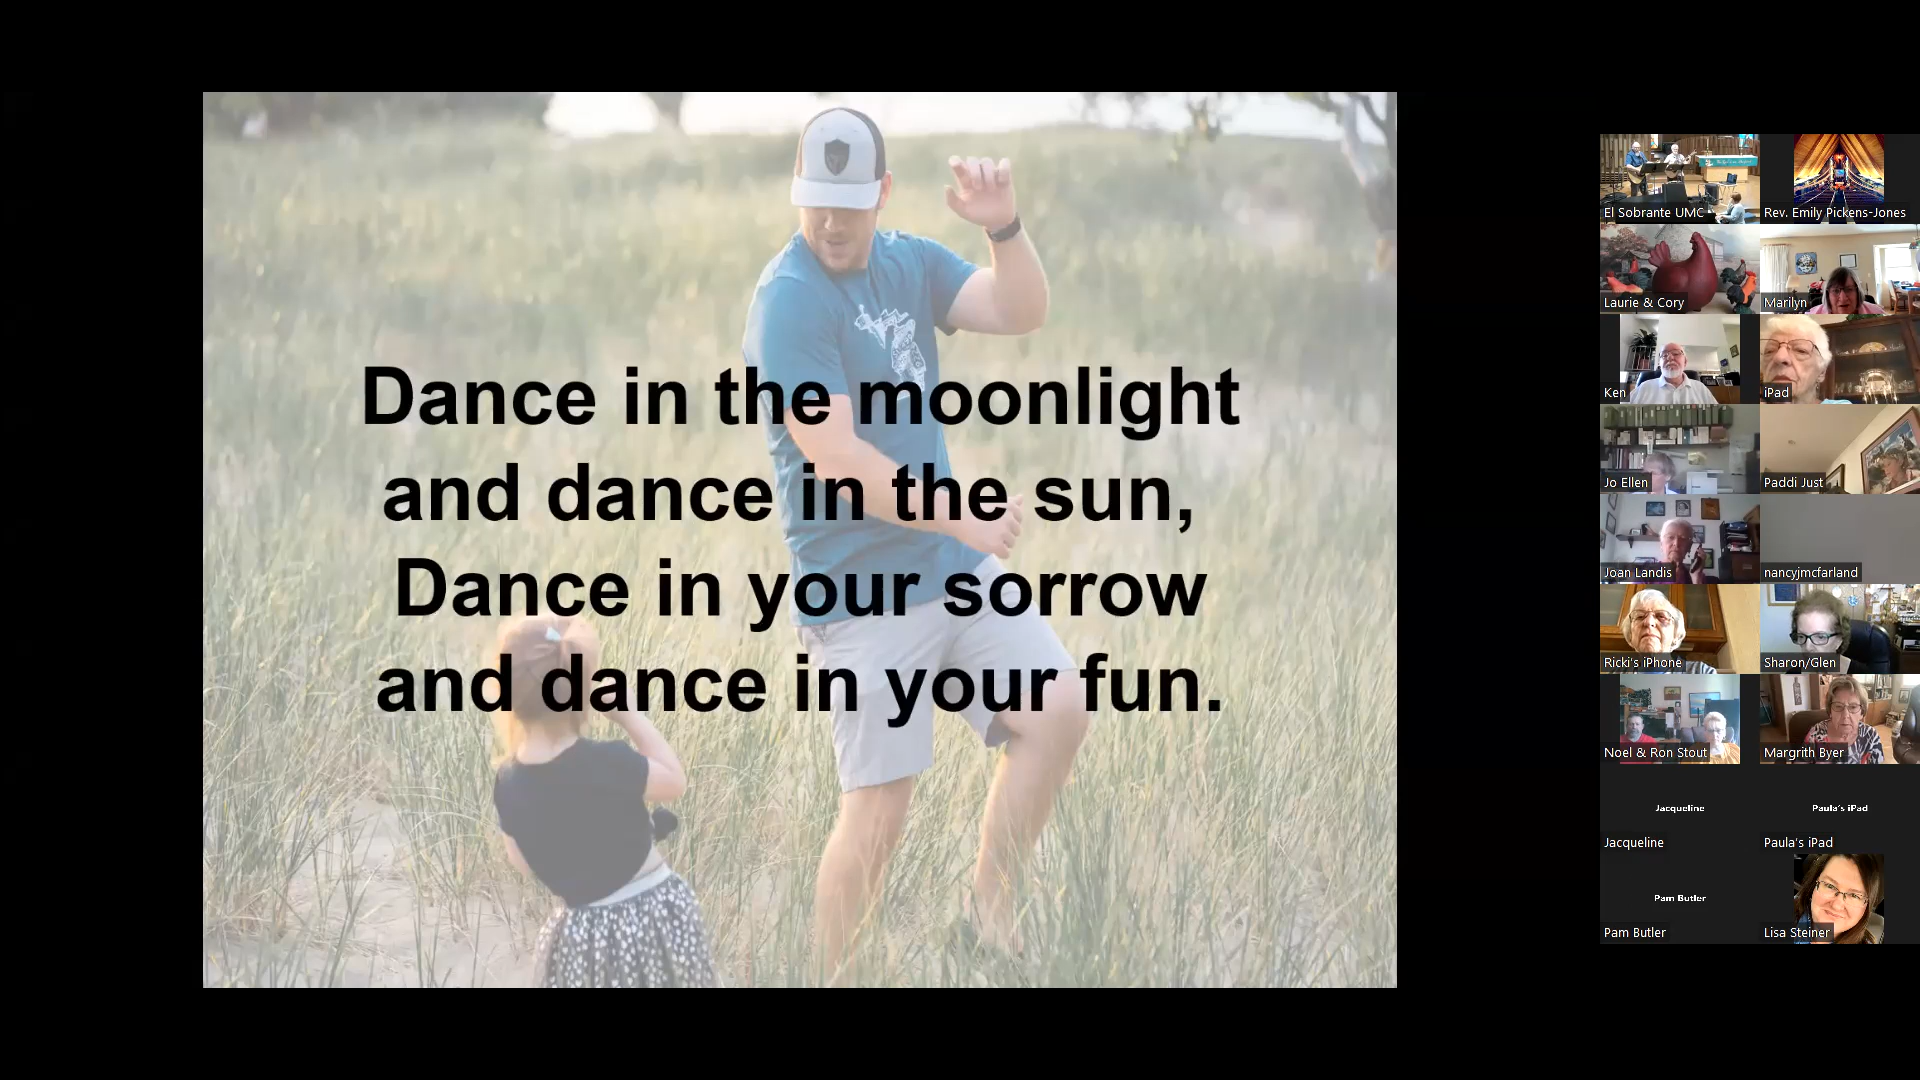 Dance in the moonlight
and dance in the sun,
Dance in your sorrow
and dance in your fun.
El Sobrante UMC
Rev. Emily Pickens-Jones
Laurie & Cory
Marilyn
Ken
iPad
Jo Ellen
Paddi Just
Joan Landis
nancyjmcfarland
Ricki's iPhone
Sharon/Glen
Noel & Ron Stout
Margrith Byer
Jacqueline
Paula's iPad
Jacqueline
Paula's iPad
Pam Butler
Pam Butler
Lisa Steiner